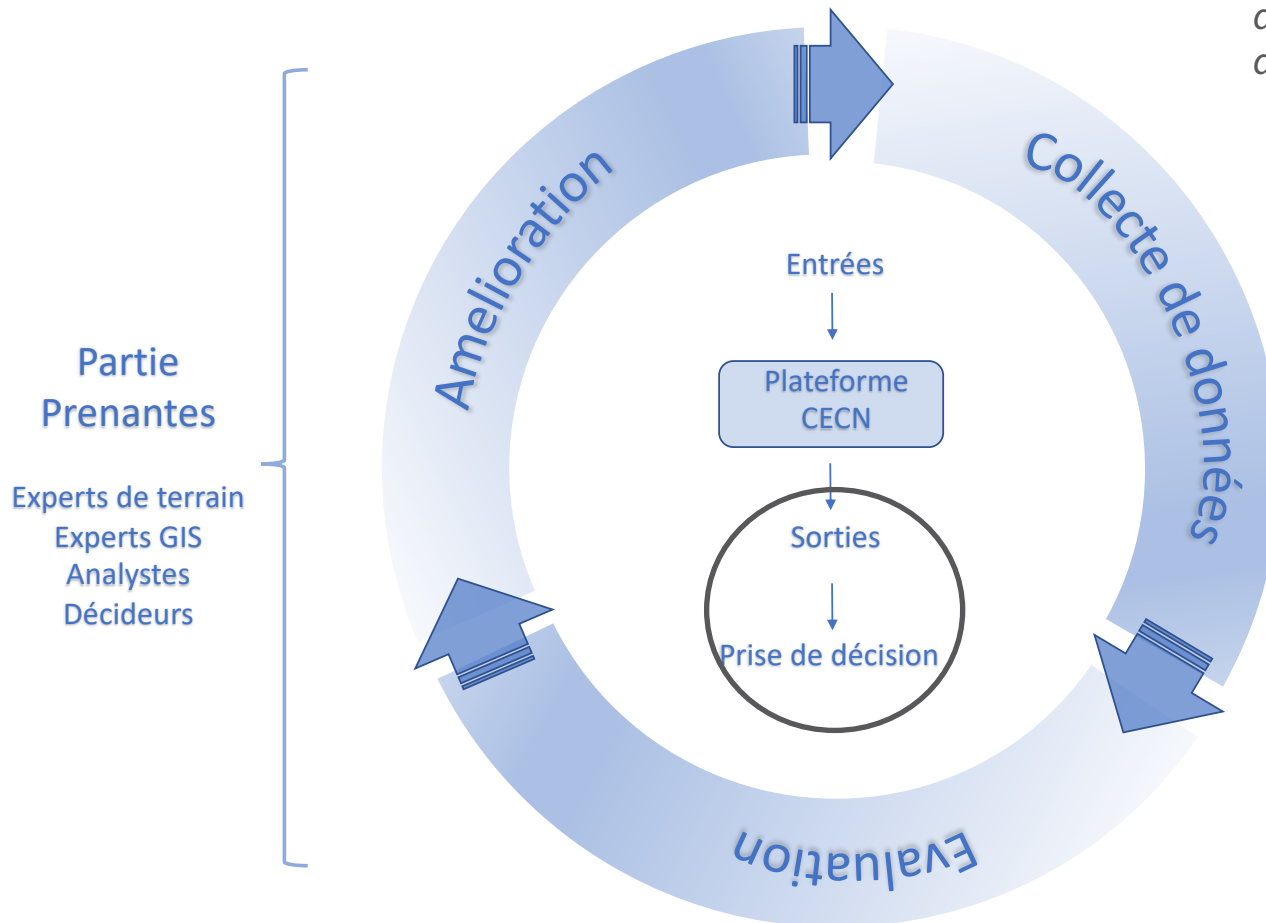 Partie
Prenantes
Experts de terrain
Experts GIS
Analystes
Décideurs
Amelioration
Collecte de données
Evaluation
Entrées
Plateforme
CECN
Sorties
Prise de décision